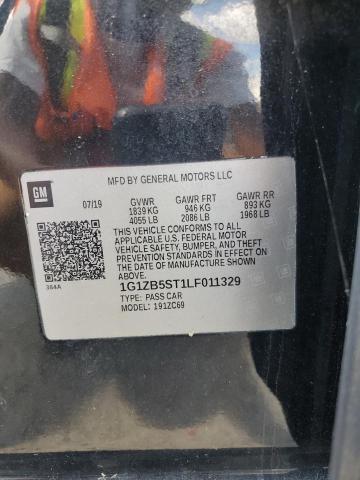 MFD BY GENERAL MOTORS LLC
GM
07/19 GVWR GAWR FRT GAWR RR
1839 KG 946 KG 893 KG
4055 LB 2086 LB 1968 LB
THIS VEHICLE CONFORMS TO ALL
APPLICABLE U.S. FEDERAL MOTOR
VEHICLE SAFETY, BUMPER, AND THEFT
PREVENTION STANDARDS IN EFFECT ON
THE DATE OF MANUFACTURE SHOWN
ABOVE.
384A
1G1ZB5ST1LF011329
TYPE: PASS CAR
MODEL: 191ZC69